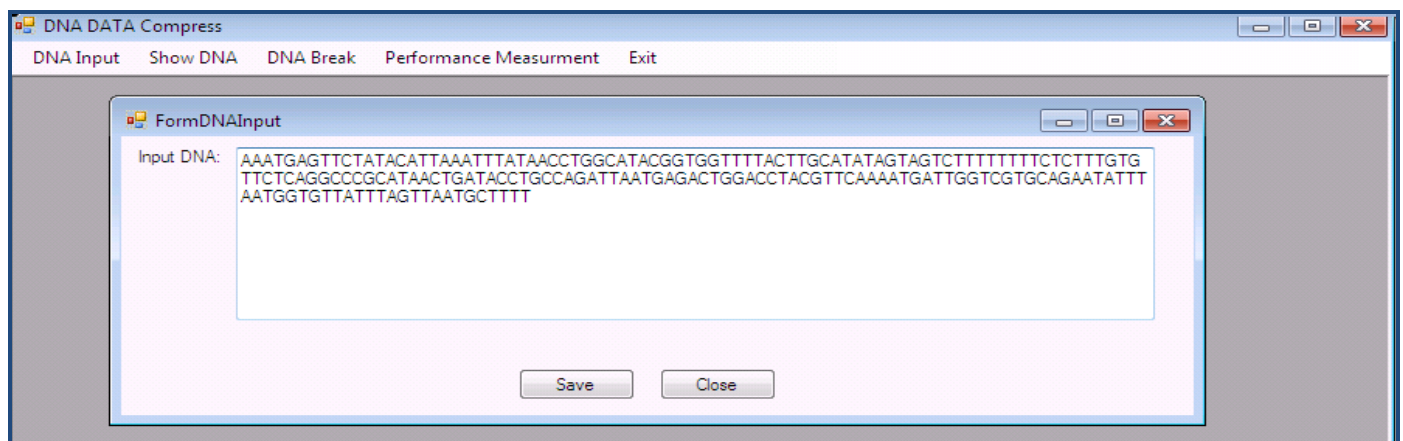 DNA DATA Compress
DNA Input Show DNA DNA Break Performance Measurment Exit
FormDNAInput
Input DNA: AAATGAGTTCTATACATTAAATTTATAACCTGGCATACGGTGGTTTTACTTGCATATAGTAGTCTTTTTTTTCTCTTTGTG
TTCTCAGGCCCGCATAACTGATACCTGCCAGATTAATGAGACTGGACCTACGTTCAAAATGATTGGTCGTGCAGAATATTT
AATGGTGTTATTTAGTTAATGCTTTT
Save Close